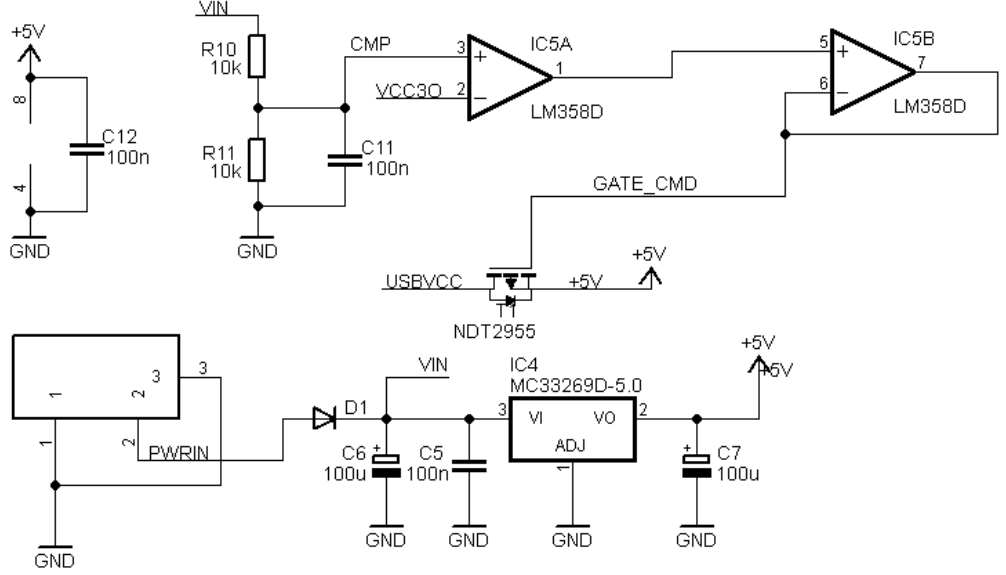 VIN
+5V
R10
10k
CMP
3
+
IC5A
1
VCC3O
2
−
LM358D
5
+
IC5B
7
6
−
LM358D
8
C12
100n
4
GND
R11
10k
C11
100n
GND
GATE_CMD
USBVCC
+5V
+5V
NDT2955
3
3
1
2
1
2
PWRIN
GND
D1
VIN
IC4
MC33269D-5.0
3
VI
VO
2
ADJ
1
+5V
+5V
+
C6
100u
C5
100n
+
C7
100u
GND
GND
GND
GND